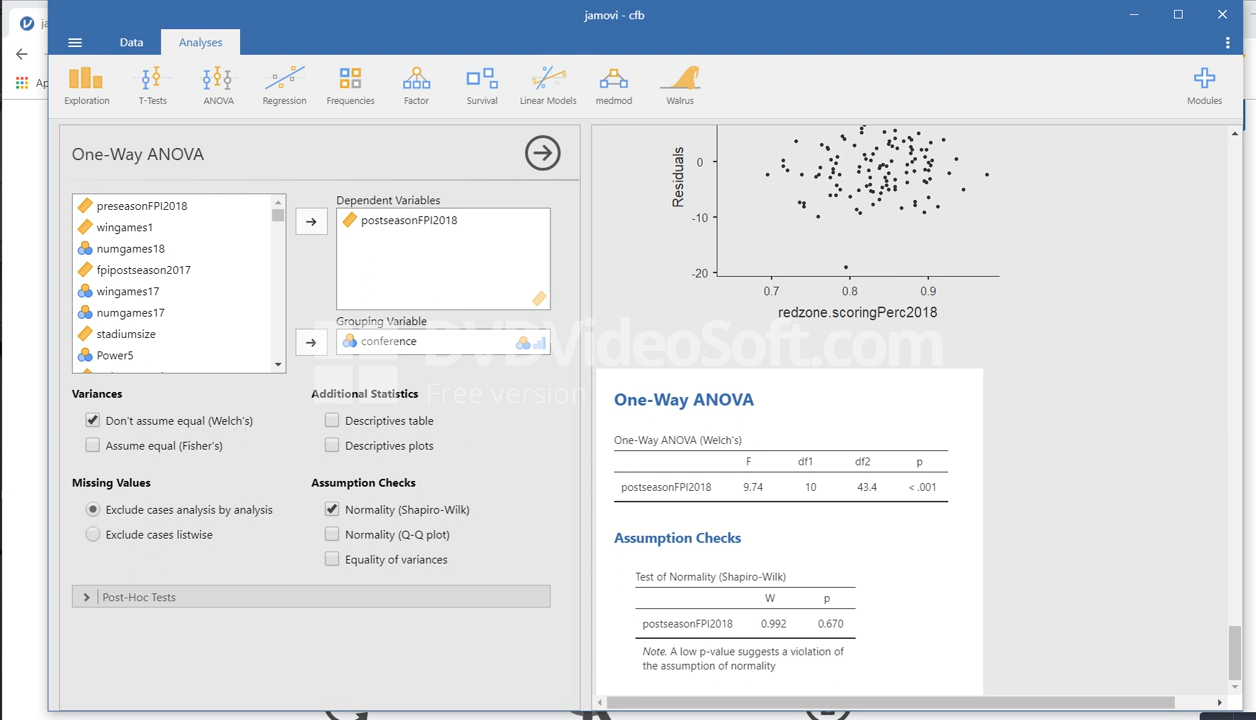 jamovi - cfb
ja
Data
Analyses
Ap
Exploration
T-Tests
ANOVA
Regression
Frequencies
Factor
Survival
Linear Models
medmod
Walrus
Modules
One-Way ANOVA
preseasonFPI2018
wingames1
numgames18
fpipostseason2017
wingames17
numgames17
stadiumsize
Power5
Dependent Variables
postseasonFPI2018
Grouping Variable
conference
Variances
Don't assume equal (Welch's)
Assume equal (Fisher's)
Additional Statistics
Descriptives table
Descriptives plots
Missing Values
Exclude cases analysis by analysis
Exclude cases listwise
Assumption Checks
Normality (Shapiro-Wilk)
Normality (Q-Q plot)
Equality of variances
Post-Hoc Tests
Residuals
0
-10
-20
0.7 0.8 0.9
redzone.scoringPerc2018
DVDVideoSoft.com
Free version
One-Way ANOVA
One-Way ANOVA (Welch's)
F df1 df2 p
postseasonFPI2018 9.74 10 43.4 < .001
Assumption Checks
Test of Normality (Shapiro-Wilk)
W p
postseasonFPI2018 0.992 0.670
Note. A low p-value suggests a violation of
the assumption of normality